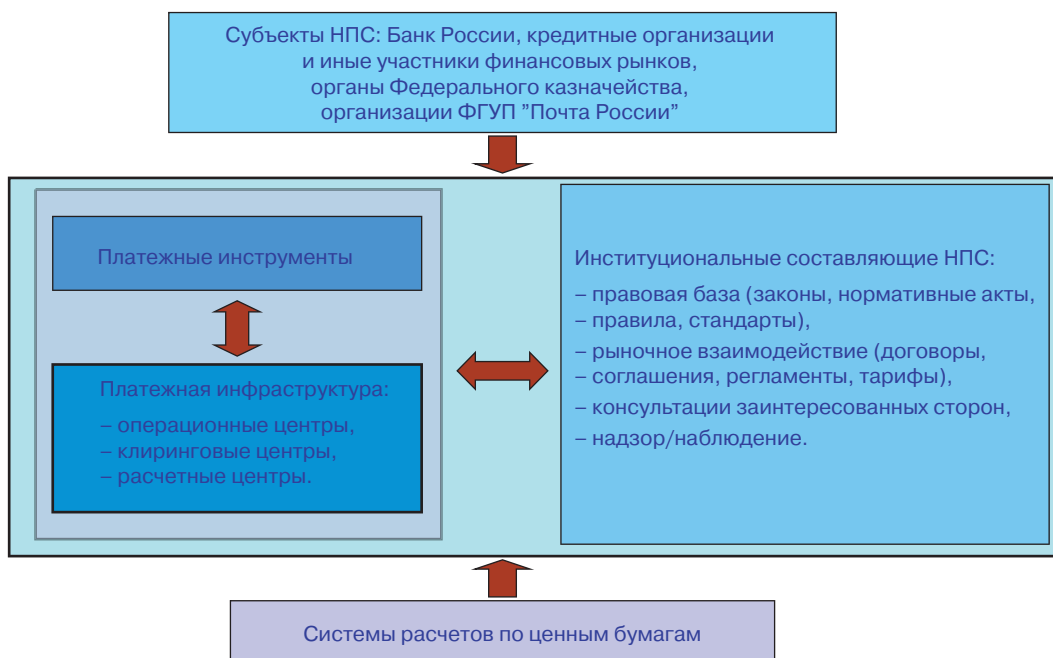 Субъекты НПС: Банк России, кредитные организации
и иные участники финансовых рынков,
органы Федерального казначейства,
организации ФГУП ”Почта России”
Платежные инструменты
Платежная инфраструктура:
– операционные центры,
– клиринговые центры,
– расчетные центры.
Институциональные составляющие НПС:
– правовая база (законы, нормативные акты,
– правила, стандарты),
– рыночное взаимодействие (договоры,
– соглашения, регламенты, тарифы),
– консультации заинтересованных сторон,
– надзор/наблюдение.
Системы расчетов по ценным бумагам